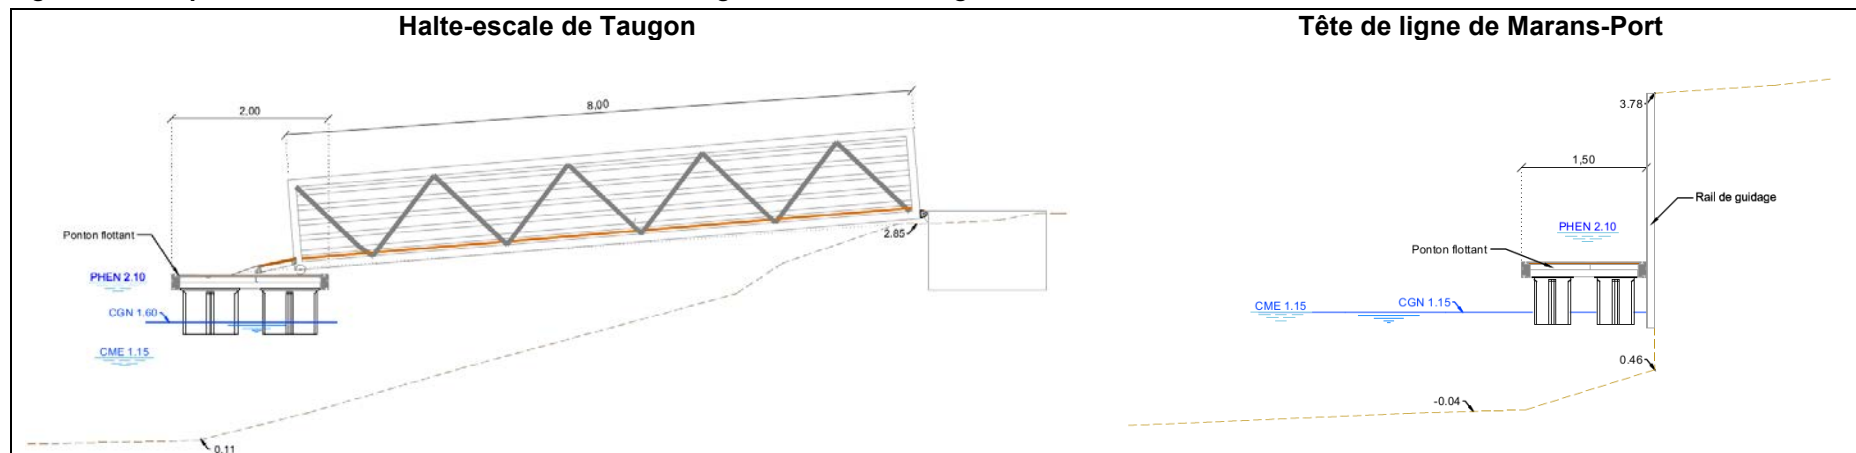 Halte-escale de Taugon
Tête de ligne de Marans-Port
2,00
8,00
Ponton flottant
PHEN 2.10
CGN 1.60
CME 1.15
2.85
0.11
3.78
1,50
Rail de guidage
PHEN 2.10
Ponton flottant
CME 1.15
CGN 1.15
0.46
-0.04